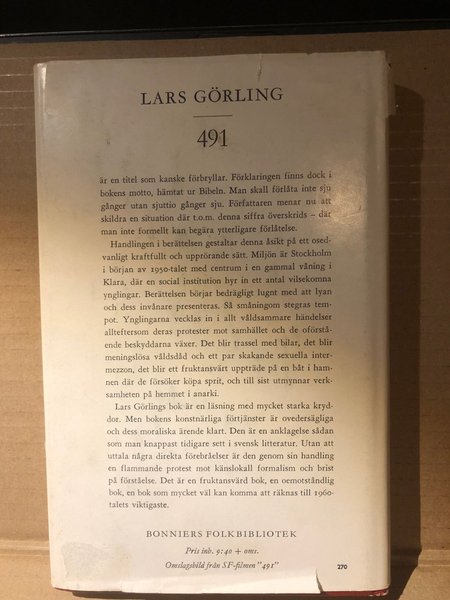 LARS GÖRLING
491
är en titel som kanske förbryllar. Förklaringen finns dock i
bokens motto, hämtat ur Bibeln. Man skall förlåta inte sju
gånger utan sjuttio gånger sju. Författaren menar nu att
skildra en situation där t.o.m. denna siffra överskrids – där
man inte formellt kan begära ytterligare förlåtelse.
Handlingen i berättelsen gestaltar denna åsikt på ett osed-
vanligt kraftfullt och upprörande sätt. Miljön är Stockholm
i början av 1950-talet med centrum i en gammal våning i
Klara, där en social institution hyr in ett antal vilsekomna
ynglingar. Berättelsen börjar bedrägligt lugnt med att lyan
och dess invånare presenteras. Så småningom stegras tem-
pot. Ynglingarna vecklas in i allt våldsammare händelser
allteftersom deras protester mot samhället och de oförstå-
ende beskyddarna växer. Det blir trassel med bilar, det blir
meningslösa våldsdåd och ett par skakande sexuella inter-
mezzon, det blir ett fruktansvärt uppträde på en båt i ham-
nen där de försöker köpa sprit, och till sist utmynnar verk-
samheten på hemmet i anarki.
Lars Görlings bok är en läsning med mycket starka kryd-
dor. Men bokens konstnärliga förtjänster är ovedersägliga
och dess moraliska ärende klart. Den är en anklagelse sådan
som man knappast tidigare sett i svensk litteratur. Utan att
uttala några direkta förebråelser är den genom sin handling
en flammande protest mot känslokall formalism och brist
på förståelse. Det är en fruktansvärd bok, en oemotståndlig
bok, en bok som mycket väl kan komma att räknas till 1960-
talets viktigaste.
BONNIERS FOLKBIBLIOTEK
Pris inb. 9:40 + oms.
Omslagsbild från SF-filmen "491"
270